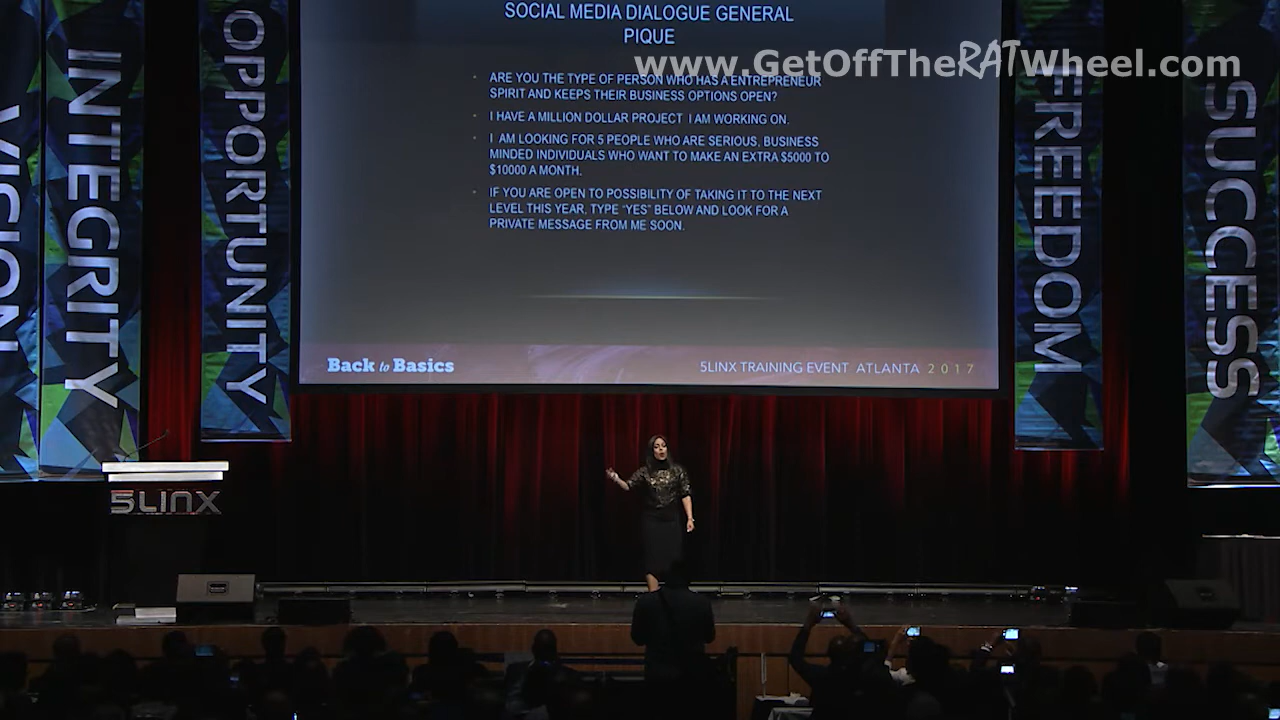 SOCIAL MEDIA DIALOGUE GENERAL
PIQUE
www.GetOffTheRATWheel.com
• ARE YOU THE TYPE OF PERSON WHO HAS A ENTREPRENEUR
SPIRIT AND KEEPS THEIR BUSINESS OPTIONS OPEN?
• I HAVE A MILLION DOLLAR PROJECT I AM WORKING ON.
• I AM LOOKING FOR 5 PEOPLE WHO ARE SERIOUS, BUSINESS
MINDED INDIVIDUALS WHO WANT TO MAKE AN EXTRA $5000 TO
$10000 A MONTH.
• IF YOU ARE OPEN TO POSSIBILITY OF TAKING IT TO THE NEXT
LEVEL THIS YEAR, TYPE "YES" BELOW AND LOOK FOR A
PRIVATE MESSAGE FROM ME SOON.
Back to Basics
5LINX TRAINING EVENT ATLANTA 2017
VISION
INTEGRITY
OPPORTUNITY
FREEDOM
SUCCESS
5LINX